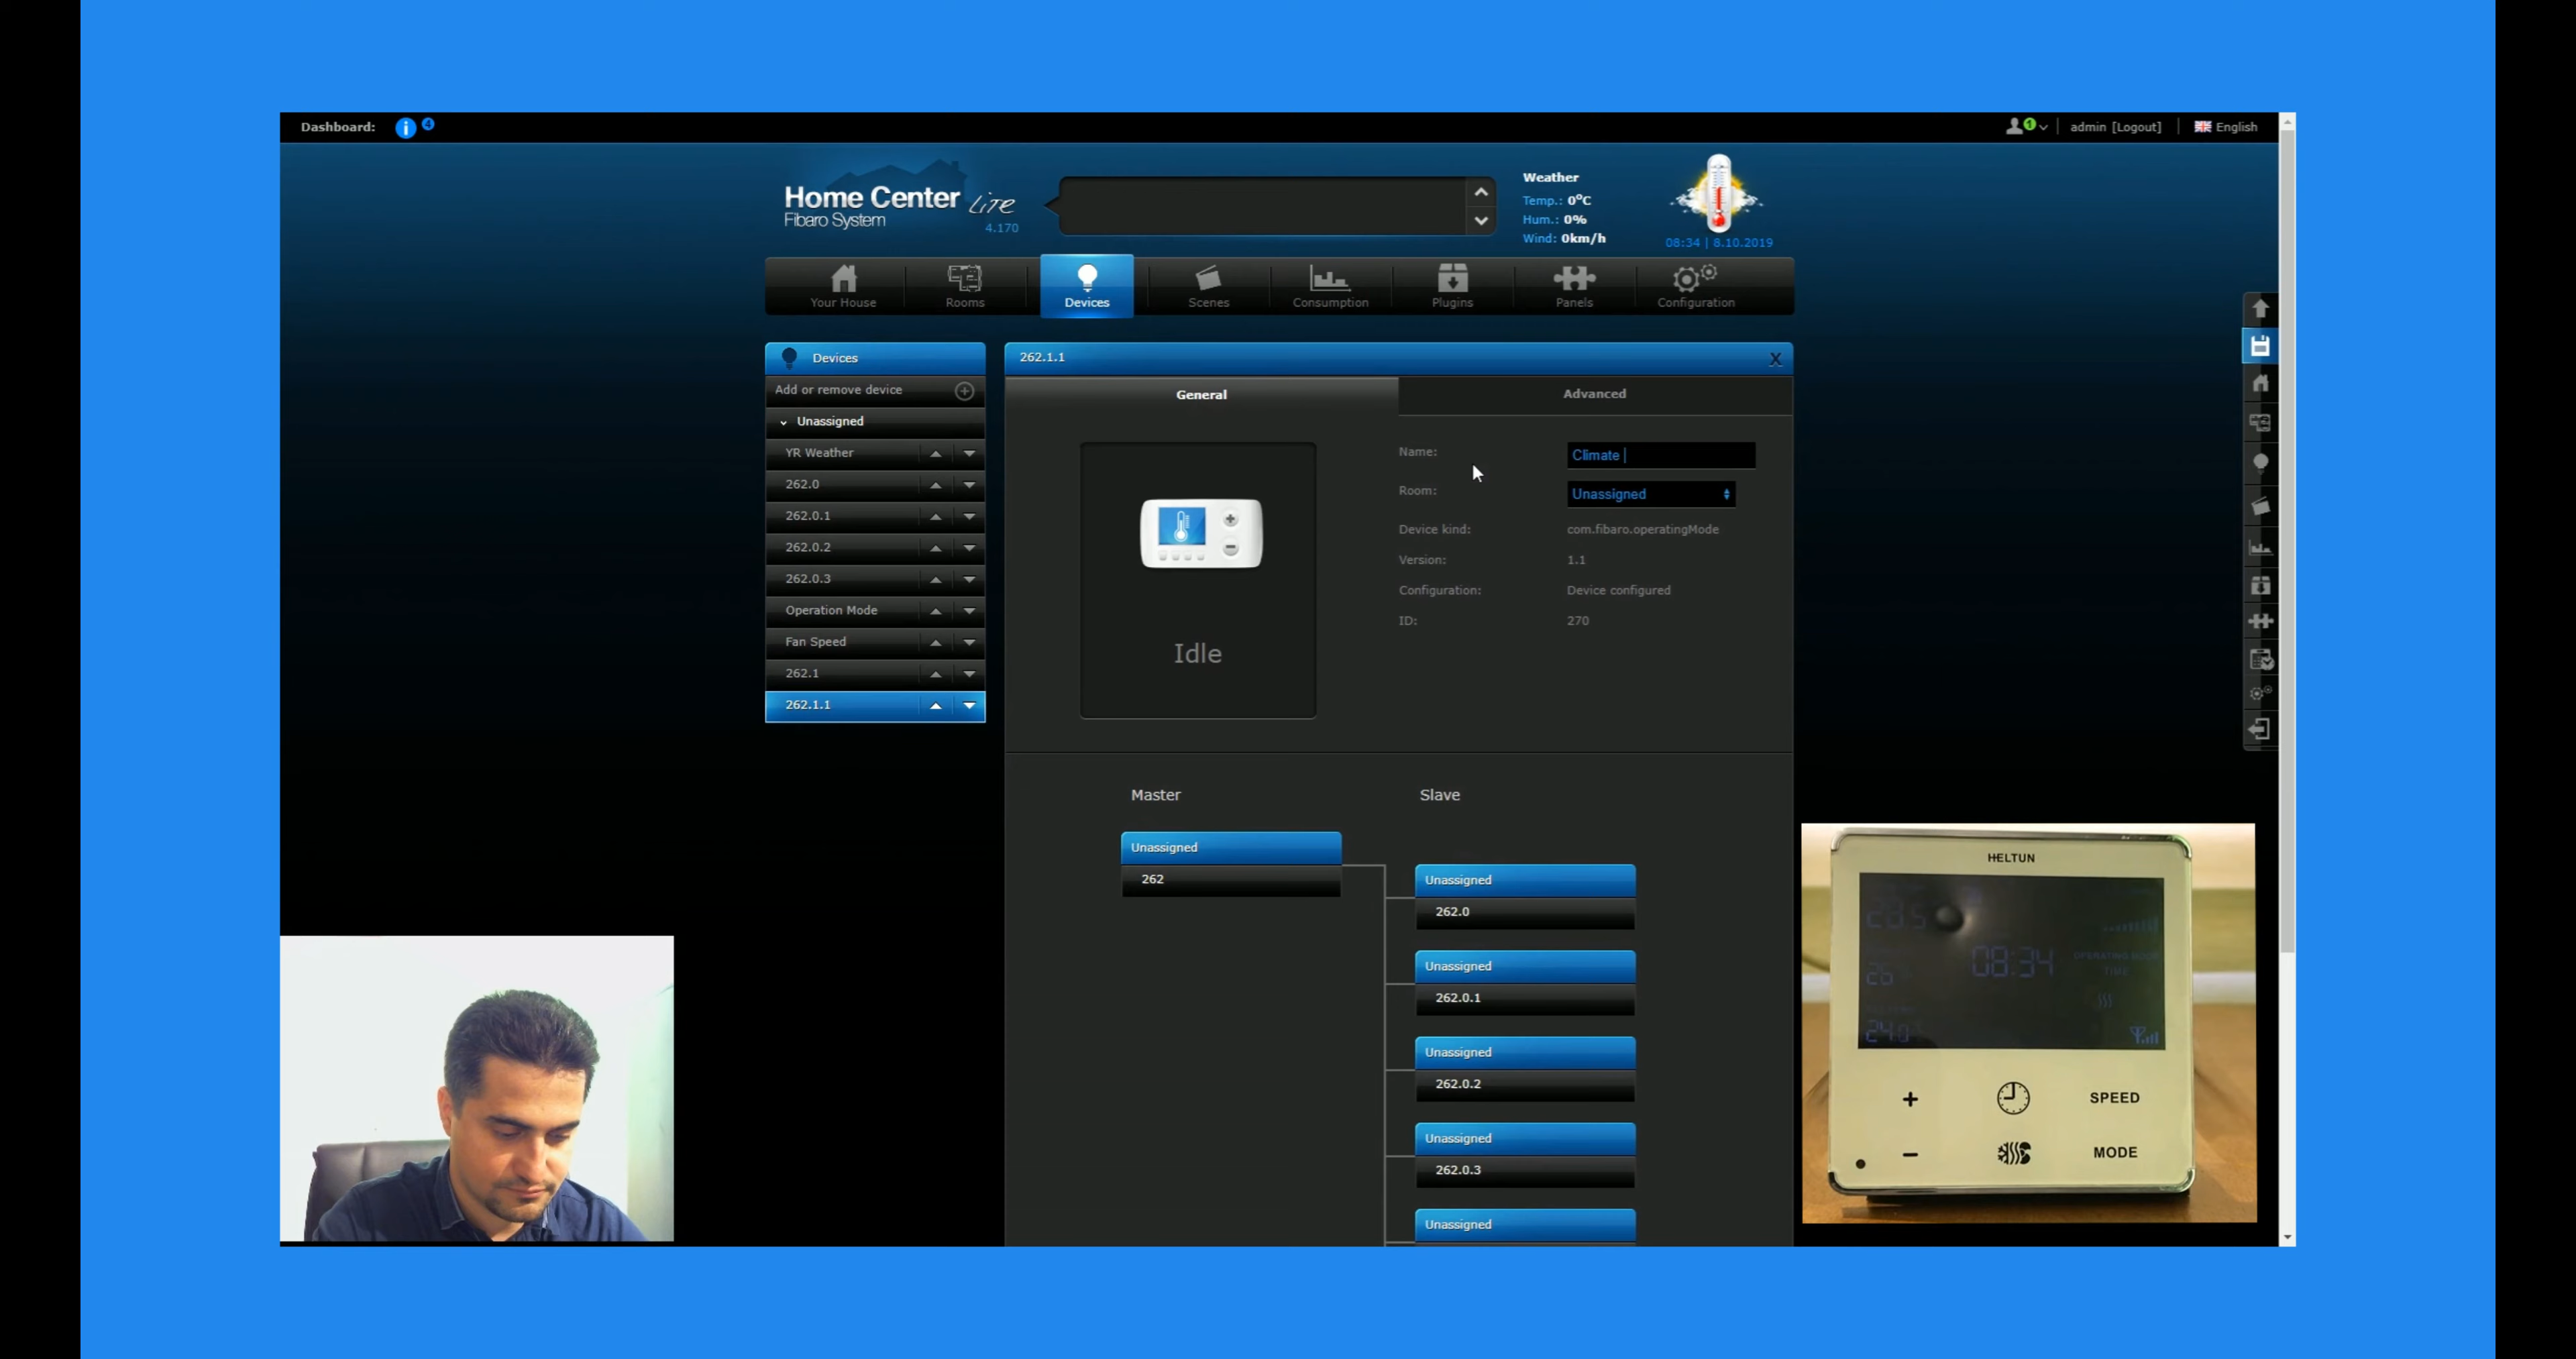 Dashboard: i 4
1 admin [Logout] English
Home Center Lite
Fibaro System
4.170
Weather
Temp.: 0°C
Hum.: 0%
Wind: 0km/h
08:34 | 8.10.2019
Your House Rooms Devices Scenes Consumption Plugins Panels Configuration
Devices
Add or remove device
Unassigned
YR Weather
262.0
262.0.1
262.0.2
262.0.3
Operation Mode
Fan Speed
262.1
262.1.1
262.1.1 X
General Advanced
Idle
Name: Climate
Room: Unassigned
Device kind: com.fibaro.operatingMode
Version: 1.1
Configuration: Device configured
ID: 270
Master Slave
Unassigned
262
Unassigned
262.0
Unassigned
262.0.1
Unassigned
262.0.2
Unassigned
262.0.3
Unassigned
HELTUN
08:34
24.0
+ SPEED
- MODE